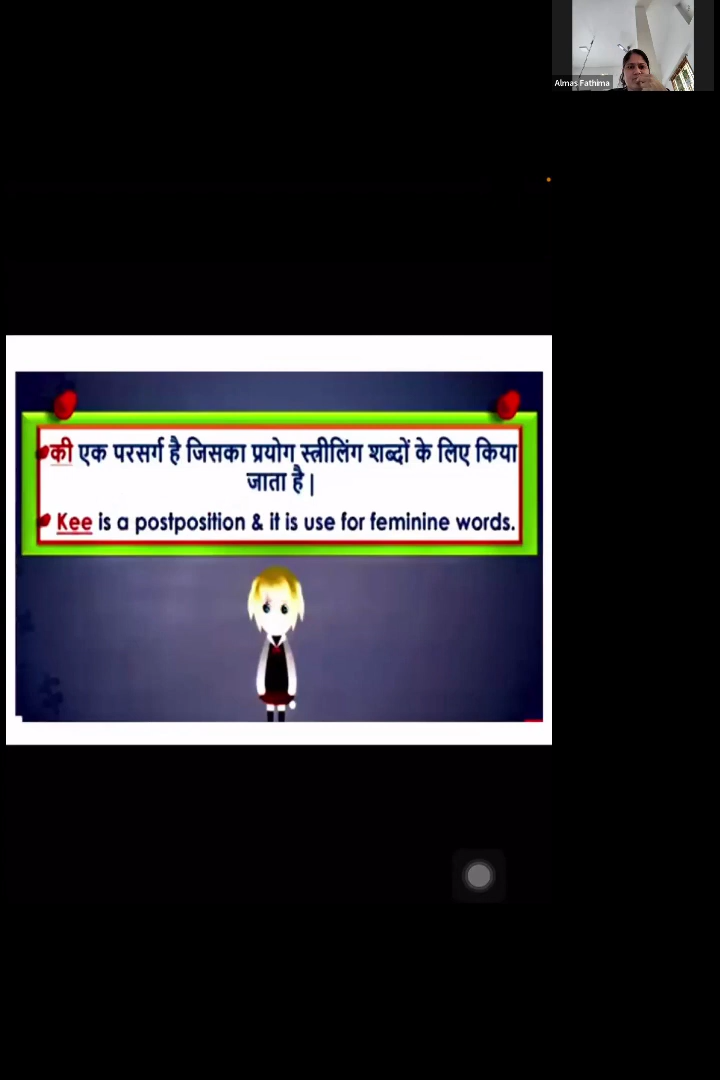 Almas Fathima
की एक परसर्ग है जिसका प्रयोग स्त्रीलिंग शब्दों के लिए किया
जाता है |
Kee is a postposition & it is use for feminine words.